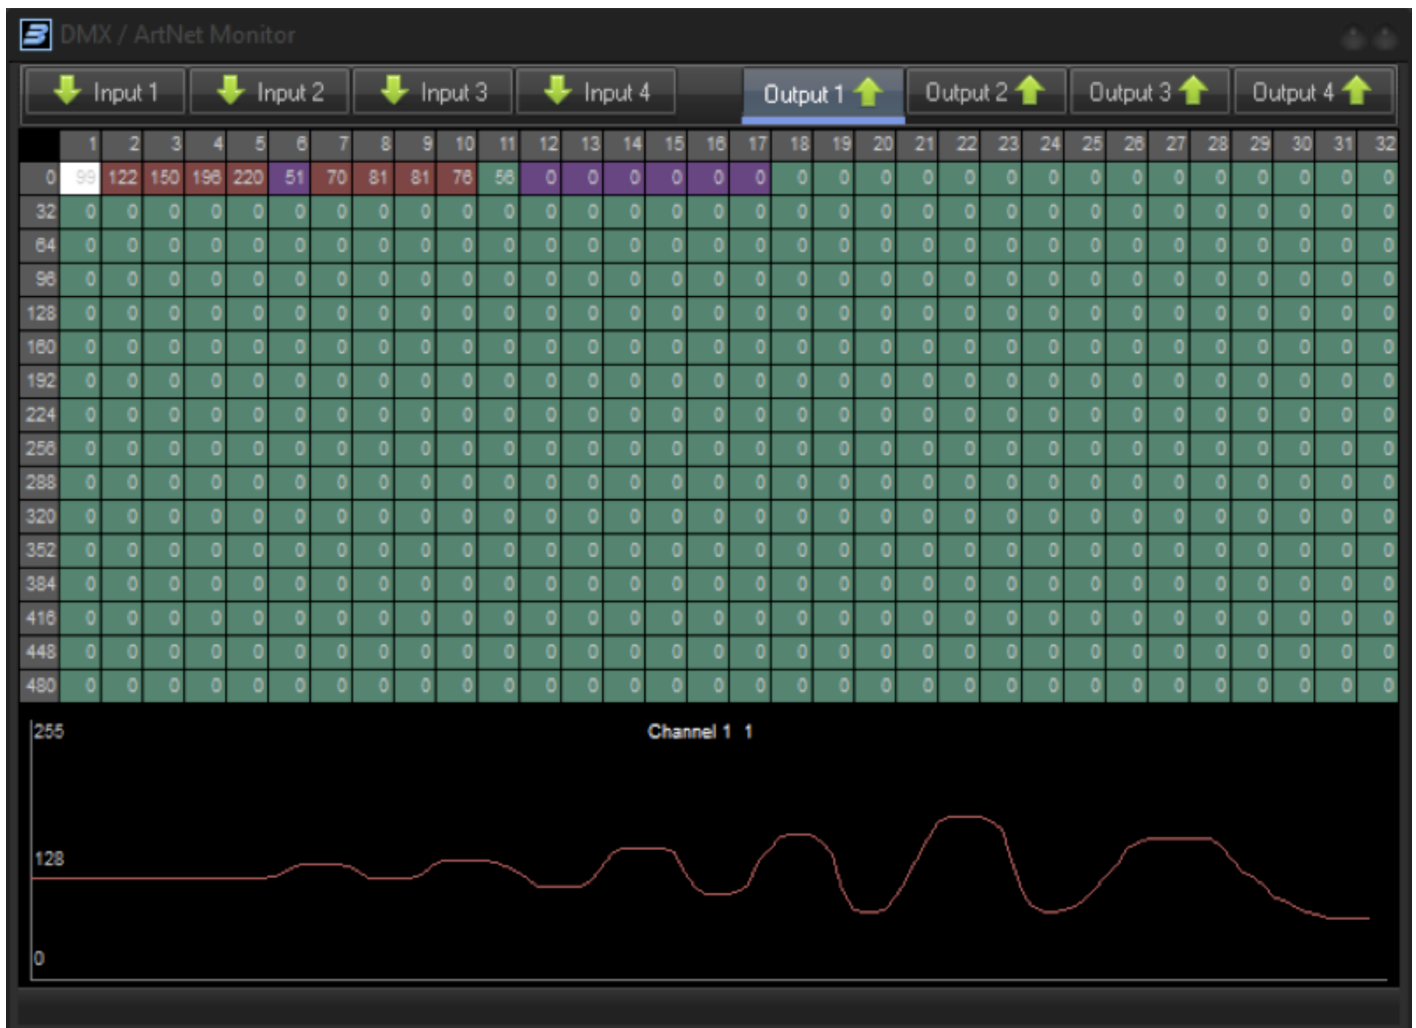 DMX / ArtNet Monitor
Input 1 Input 2 Input 3 Input 4 Output 1 Output 2 Output 3 Output 4
1 2 3 4 5 6 7 8 9 10 11 12 13 14 15 16 17 18 19 20 21 22 23 24 25 26 27 28 29 30 31 32
0 99 122 150 196 220 51 70 81 81 76 56 0 0 0 0 0 0 0 0 0 0 0 0 0 0 0 0 0 0 0 0 0
32 0 0 0 0 0 0 0 0 0 0 0 0 0 0 0 0 0 0 0 0 0 0 0 0 0 0 0 0 0 0 0 0
64 0 0 0 0 0 0 0 0 0 0 0 0 0 0 0 0 0 0 0 0 0 0 0 0 0 0 0 0 0 0 0 0
96 0 0 0 0 0 0 0 0 0 0 0 0 0 0 0 0 0 0 0 0 0 0 0 0 0 0 0 0 0 0 0 0
128 0 0 0 0 0 0 0 0 0 0 0 0 0 0 0 0 0 0 0 0 0 0 0 0 0 0 0 0 0 0 0 0
160 0 0 0 0 0 0 0 0 0 0 0 0 0 0 0 0 0 0 0 0 0 0 0 0 0 0 0 0 0 0 0 0
192 0 0 0 0 0 0 0 0 0 0 0 0 0 0 0 0 0 0 0 0 0 0 0 0 0 0 0 0 0 0 0 0
224 0 0 0 0 0 0 0 0 0 0 0 0 0 0 0 0 0 0 0 0 0 0 0 0 0 0 0 0 0 0 0 0
256 0 0 0 0 0 0 0 0 0 0 0 0 0 0 0 0 0 0 0 0 0 0 0 0 0 0 0 0 0 0 0 0
288 0 0 0 0 0 0 0 0 0 0 0 0 0 0 0 0 0 0 0 0 0 0 0 0 0 0 0 0 0 0 0 0
320 0 0 0 0 0 0 0 0 0 0 0 0 0 0 0 0 0 0 0 0 0 0 0 0 0 0 0 0 0 0 0 0
352 0 0 0 0 0 0 0 0 0 0 0 0 0 0 0 0 0 0 0 0 0 0 0 0 0 0 0 0 0 0 0 0
384 0 0 0 0 0 0 0 0 0 0 0 0 0 0 0 0 0 0 0 0 0 0 0 0 0 0 0 0 0 0 0 0
416 0 0 0 0 0 0 0 0 0 0 0 0 0 0 0 0 0 0 0 0 0 0 0 0 0 0 0 0 0 0 0 0
448 0 0 0 0 0 0 0 0 0 0 0 0 0 0 0 0 0 0 0 0 0 0 0 0 0 0 0 0 0 0 0 0
480 0 0 0 0 0 0 0 0 0 0 0 0 0 0 0 0 0 0 0 0 0 0 0 0 0 0 0 0 0 0 0 0
255 Channel 1 1
128
0